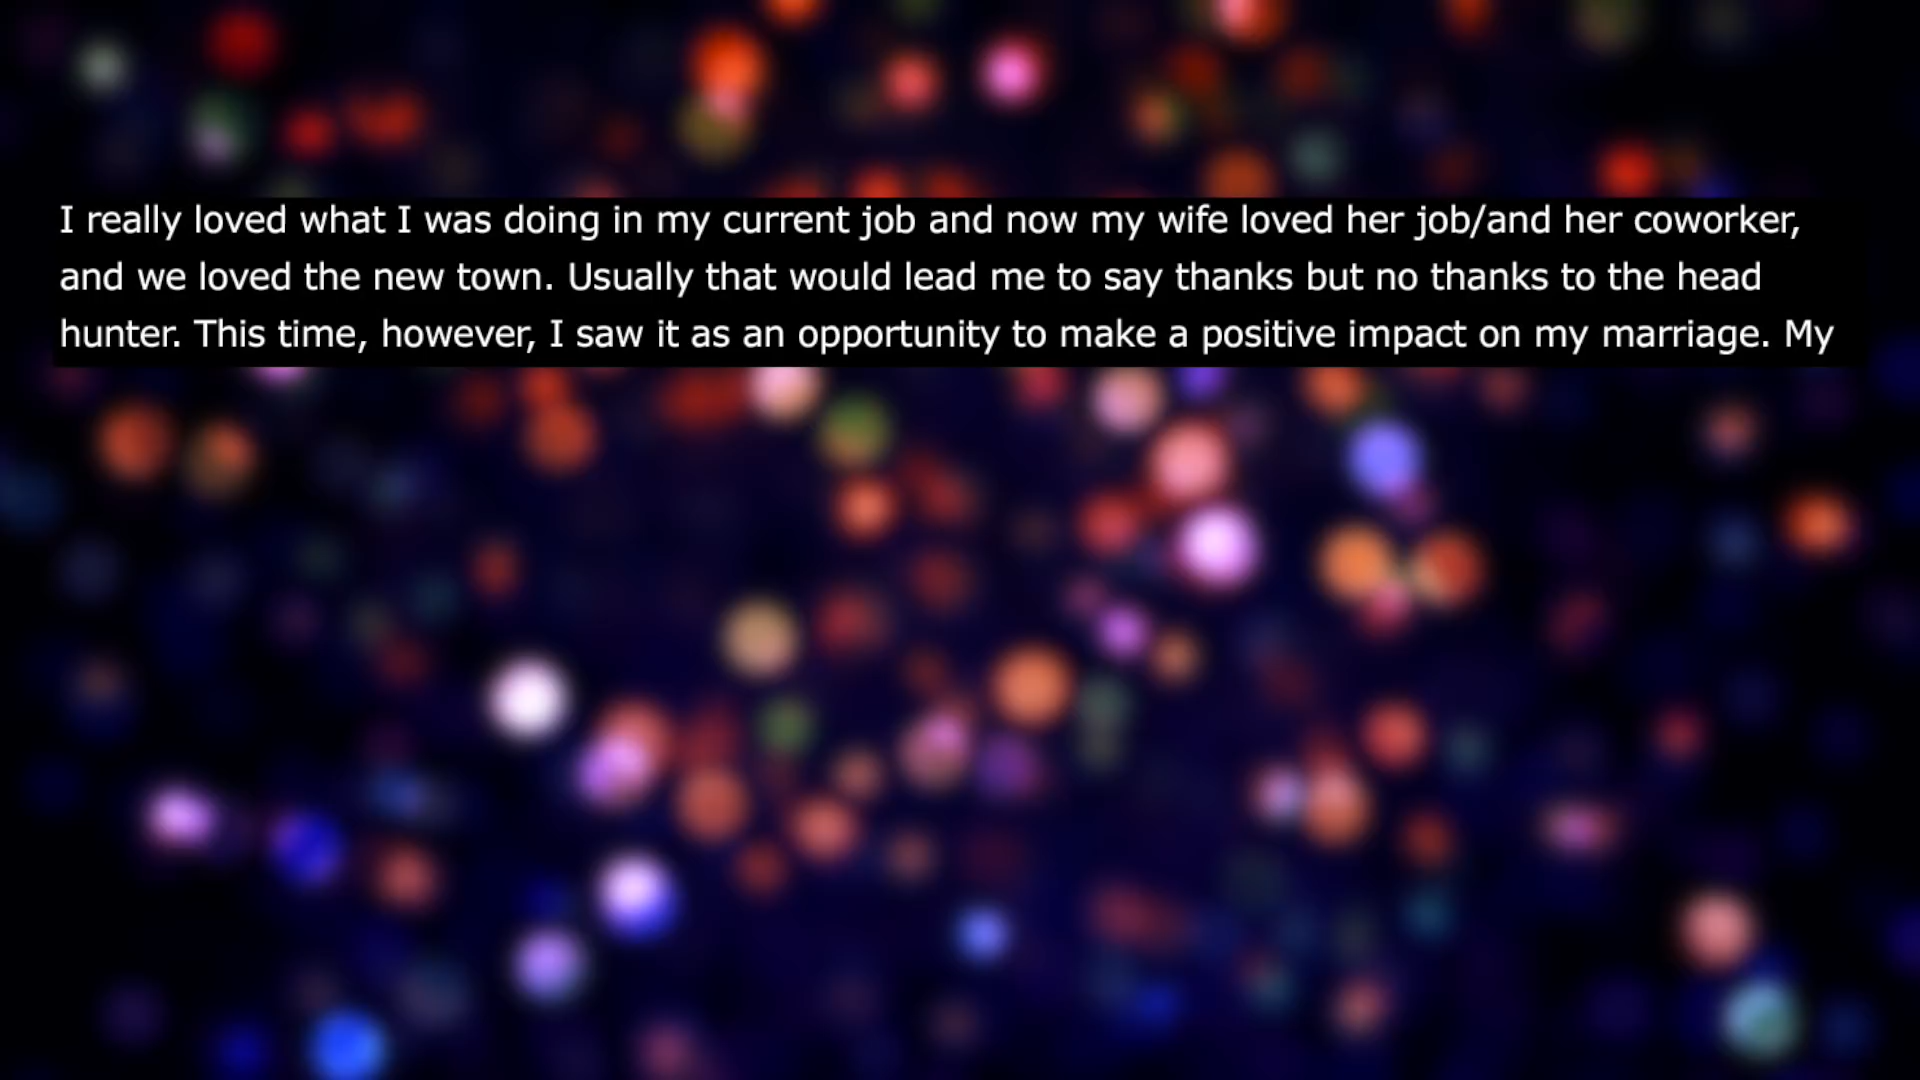 I really loved what I was doing in my current job and now my wife loved her job/and her coworker,
and we loved the new town. Usually that would lead me to say thanks but no thanks to the head
hunter. This time, however, I saw it as an opportunity to make a positive impact on my marriage. My